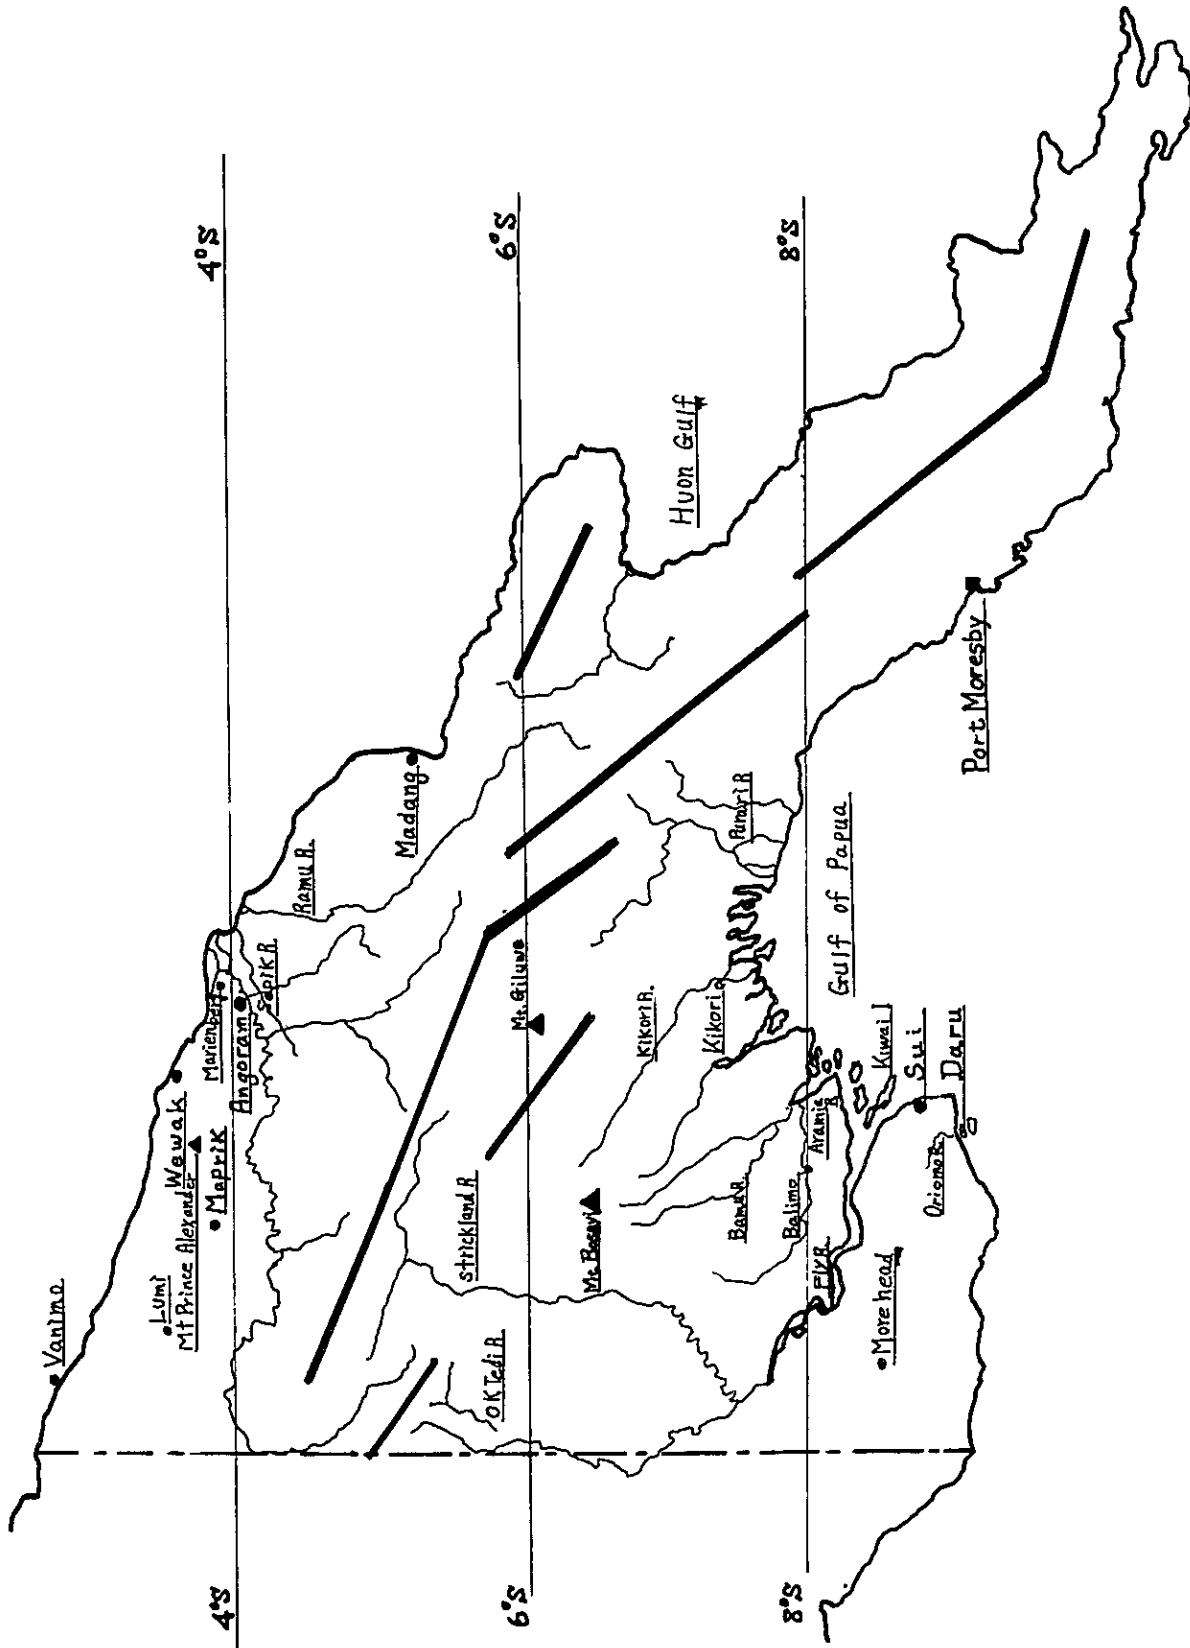 4°S
6°S
8°S
Huon Gulf
Port Moresby
Madang
Ramu R.
Purari R
Gulf of Papua
Marienberg
Angoram
Sepik R.
Mt. Giluwe
Kikori R.
Kikori
Kiwai I
Sui
Daru
Wewak
Mt Prince Alexander
Maprik
Strickland R
Mt. Bosavi
Bamu R.
Balimo
Aramia R
Oriomo R.
Vanimo
Lumi
Ok Tedi R
Fly R.
Morehead
4°S
6°S
8°S